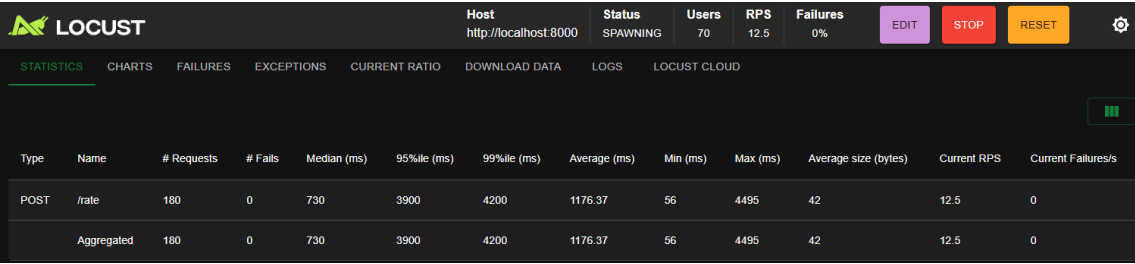 LOCUST
Host Status Users RPS Failures
http://localhost:8000 SPAWNING 70 12.5 0% EDIT STOP RESET
STATISTICS CHARTS FAILURES EXCEPTIONS CURRENT RATIO DOWNLOAD DATA LOGS LOCUST CLOUD
Type Name # Requests # Fails Median (ms) 95%ile (ms) 99%ile (ms) Average (ms) Min (ms) Max (ms) Average size (bytes) Current RPS Current Failures/s
POST /rate 180 0 730 3900 4200 1176.37 56 4495 42 12.5 0
Aggregated 180 0 730 3900 4200 1176.37 56 4495 42 12.5 0